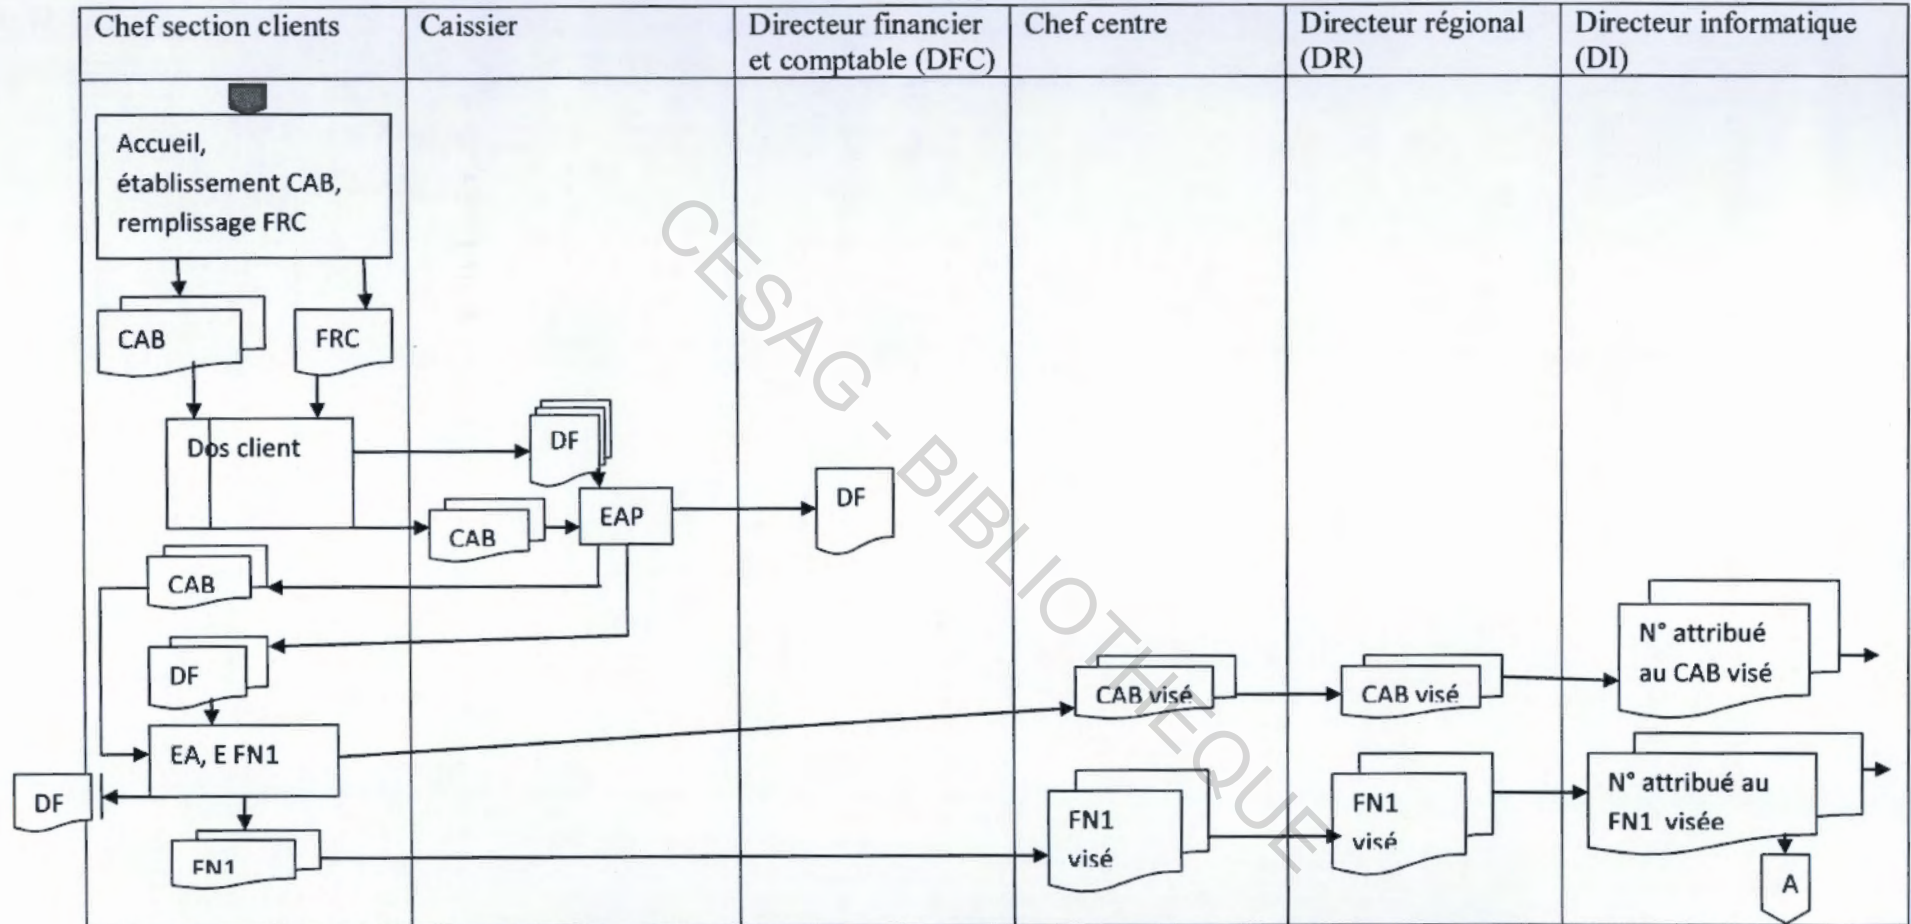 Chef section clients
Caissier
Directeur financier
et comptable (DFC)
Chef centre
Directeur régional
(DR)
Directeur informatique
(DI)
Accueil,
établissement CAB,
remplissage FRC
CAB
FRC
Dos client
DF
CAB
EAP
DF
CAB
DF
EA, E FN1
DF
FN1
CAB visé
FN1
visé
CAB visé
FN1
visé
N° attribué
au CAB visé
N° attribué au
FN1 visée
A
CESAG - BIBLIOTHEQUE